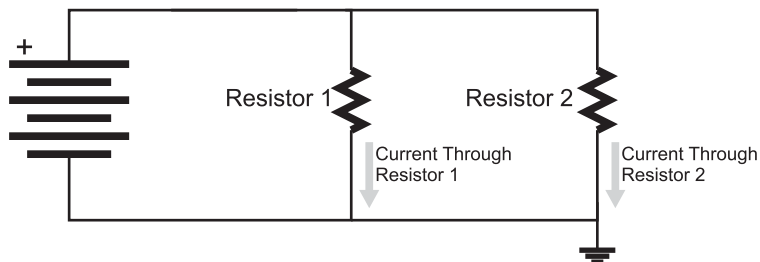 +
Resistor 1
Resistor 2
Current Through
Resistor 1
Current Through
Resistor 2